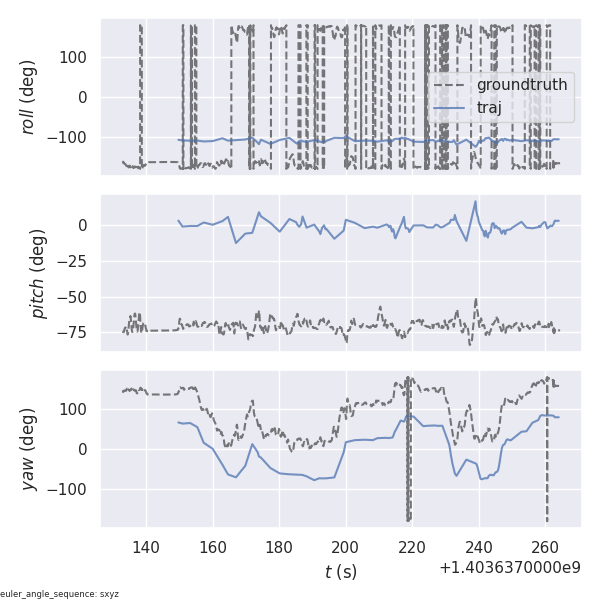 100
0
−100
roll (deg)
groundtruth
traj
0
−25
−50
−75
pitch (deg)
100
0
−100
yaw (deg)
140 160 180 200 220 240 260
t (s)
+1.4036370000e9
euler_angle_sequence: sxyz